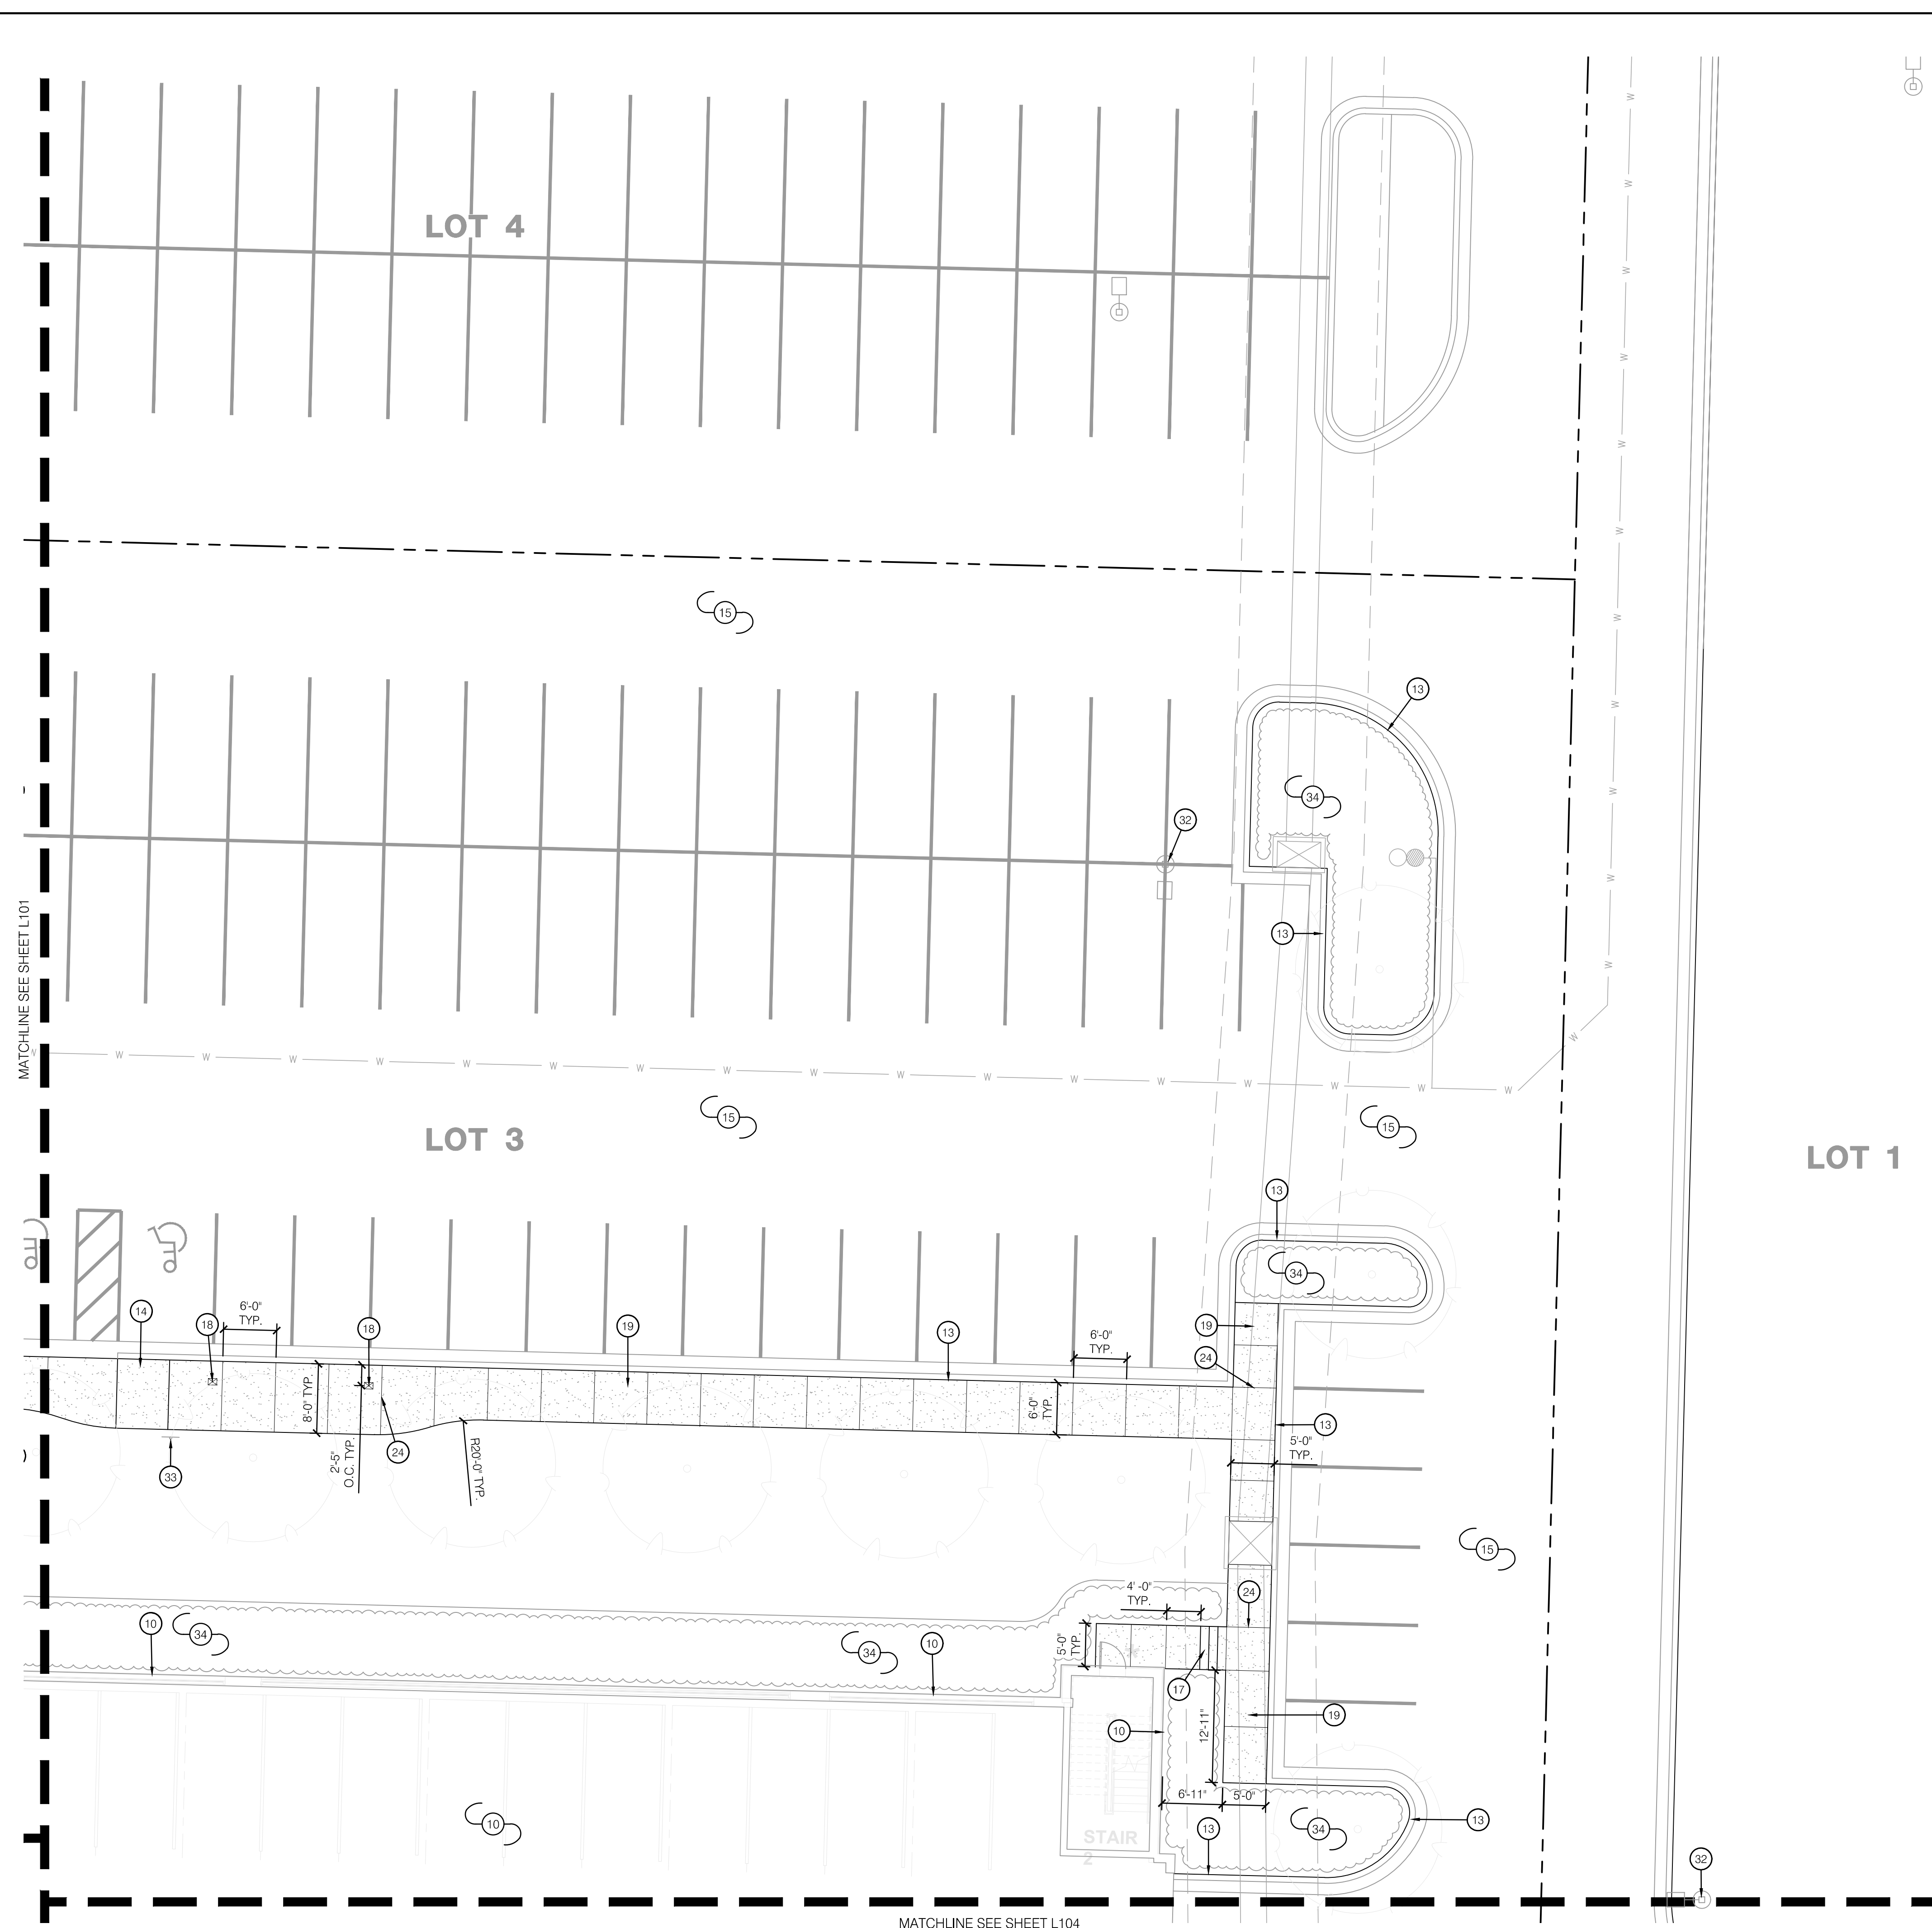 LOT 4
15
13
34
32
13
MATCHLINE SEE SHEET L101
W W W W W W W W W W W
W W W W W W W W W W W W W W W W W W
W
15
15
LOT 3
LOT 1
13
34
14
18
6'-0"
TYP.
18
19
13
6'-0"
TYP.
19
24
8'-0" TYP.
6'-0"
TYP.
13
5'-0"
TYP.
33
2'-5"
O.C. TYP.
24
R20'-0" TYP.
15
10
34
34
10
4'-0"
TYP.
24
5'-0"
TYP.
17
10
12'-11"
19
6'-11"
5'-0"
10
STAIR
2
13
34
13
32
MATCHLINE SEE SHEET L104